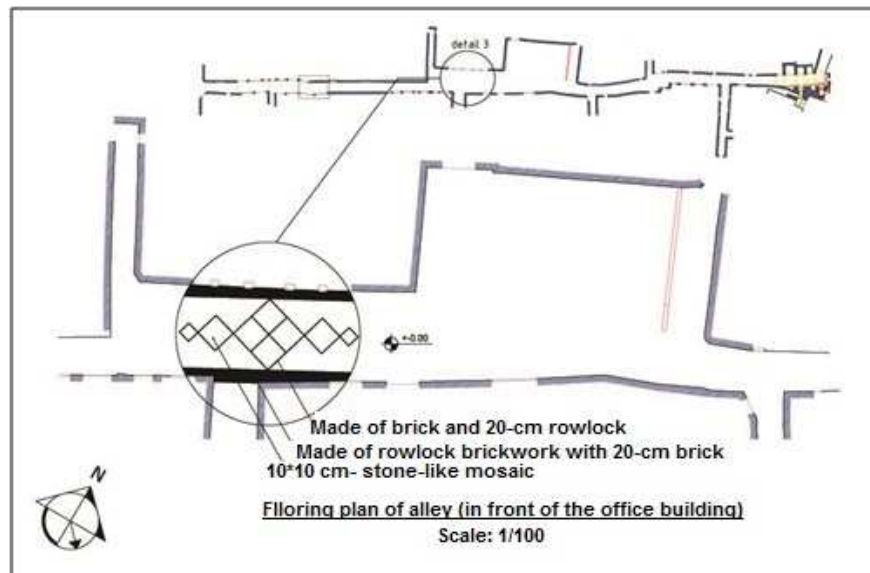 detail 3
+-0.00
Made of brick and 20-cm rowlock
Made of rowlock brickwork with 20-cm brick
10*10 cm- stone-like mosaic
N
Flloring plan of alley (in front of the office building)
Scale: 1/100